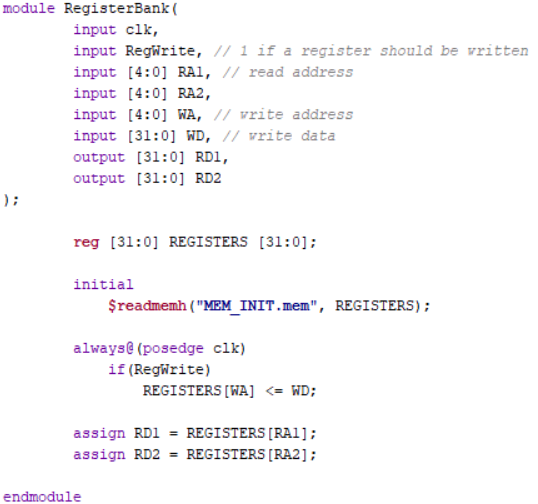 module RegisterBank(
input clk,
input RegWrite, // 1 if a register should be written
input [4:0] RA1, // read address
input [4:0] RA2,
input [4:0] WA, // write address
input [31:0] WD, // write data
output [31:0] RD1,
output [31:0] RD2
);
reg [31:0] REGISTERS [31:0];
initial
$readmemh("MEM_INIT.mem", REGISTERS);
always@(posedge clk)
if(RegWrite)
REGISTERS[WA] <= WD;
assign RD1 = REGISTERS[RA1];
assign RD2 = REGISTERS[RA2];
endmodule